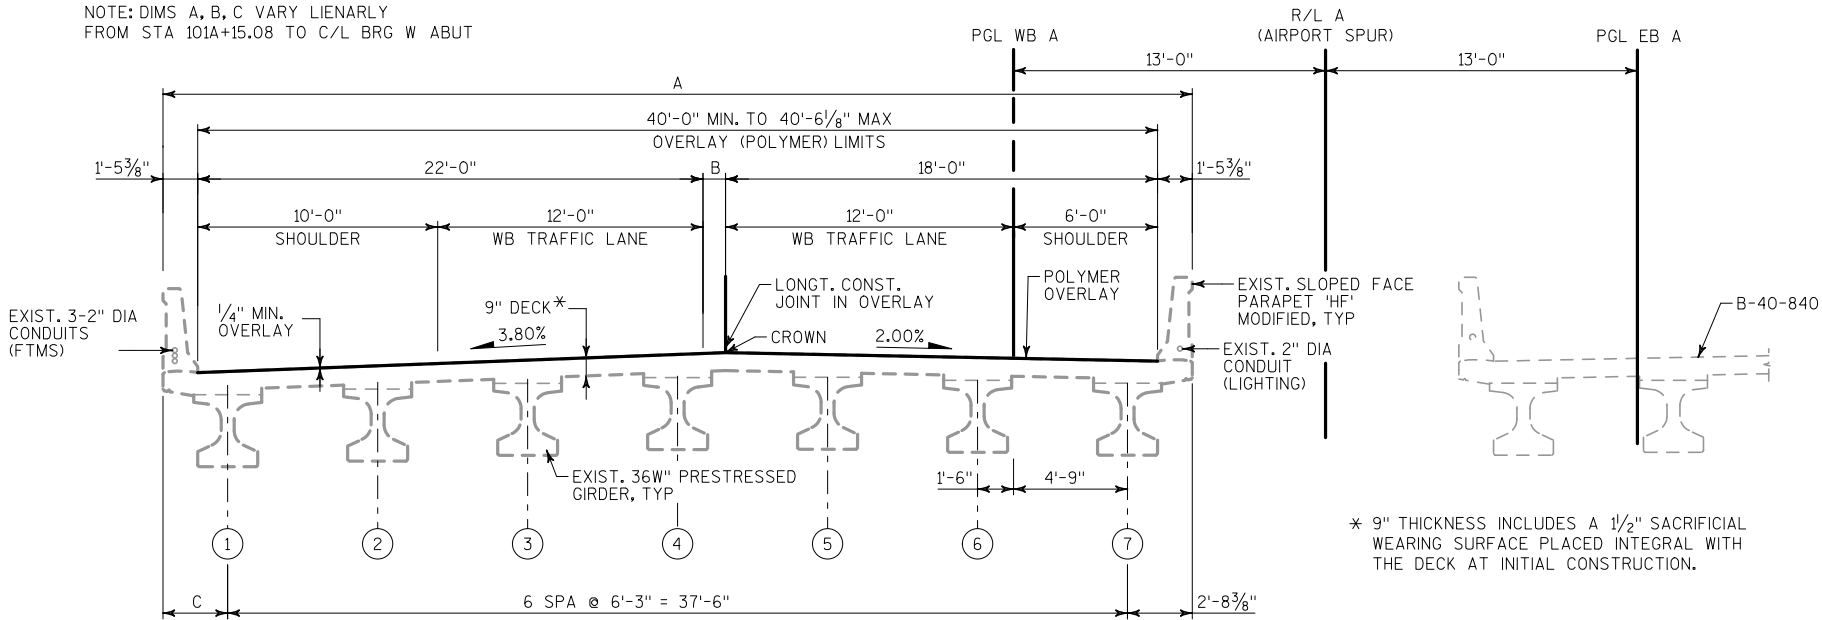 NOTE: DIMS A, B, C VARY LIENARLY
FROM STA 101A+15.08 TO C/L BRG W ABUT
PGL WB A
R/L A
(AIRPORT SPUR)
PGL EB A
13'-0"
13'-0"
A
40'-0" MIN. TO 40'-6⅛" MAX
OVERLAY (POLYMER) LIMITS
1'-5⅜"
22'-0"
B
18'-0"
1'-5⅜"
10'-0"
SHOULDER
12'-0"
WB TRAFFIC LANE
12'-0"
WB TRAFFIC LANE
6'-0"
SHOULDER
EXIST. 3-2" DIA
CONDUITS
(FTMS)
¼" MIN.
OVERLAY
9" DECK*
3.80%
LONGT. CONST.
JOINT IN OVERLAY
CROWN
2.00%
POLYMER
OVERLAY
EXIST. SLOPED FACE
PARAPET 'HF'
MODIFIED, TYP
EXIST. 2" DIA
CONDUIT
(LIGHTING)
B-40-840
EXIST. 36W" PRESTRESSED
GIRDER, TYP
1'-6"
4'-9"
1
2
3
4
5
6
7
* 9" THICKNESS INCLUDES A 1½" SACRIFICIAL
WEARING SURFACE PLACED INTEGRAL WITH
THE DECK AT INITIAL CONSTRUCTION.
C
6 SPA @ 6'-3" = 37'-6"
2'-8⅜"